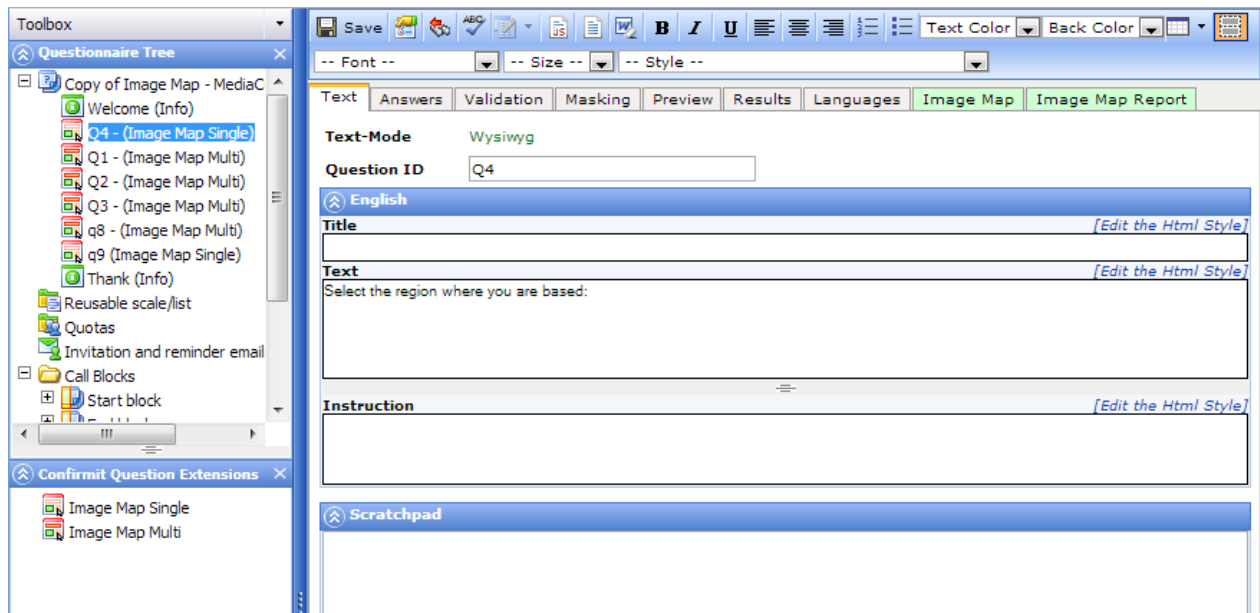 Toolbox
Questionnaire Tree
Copy of Image Map - MediaC
Welcome (Info)
Q4 - (Image Map Single)
Q1 - (Image Map Multi)
Q2 - (Image Map Multi)
Q3 - (Image Map Multi)
q8 - (Image Map Multi)
q9 (Image Map Single)
Thank (Info)
Reusable scale/list
Quotas
Invitation and reminder email
Call Blocks
Start block
Confirmit Question Extensions
Image Map Single
Image Map Multi
Save ABC JS W B I U Text Color Back Color
-- Font -- -- Size -- -- Style --
Text Answers Validation Masking Preview Results Languages Image Map Image Map Report
Text-Mode Wysiwyg
Question ID Q4
English
Title [Edit the Html Style]
Text [Edit the Html Style]
Select the region where you are based:
Instruction [Edit the Html Style]
Scratchpad